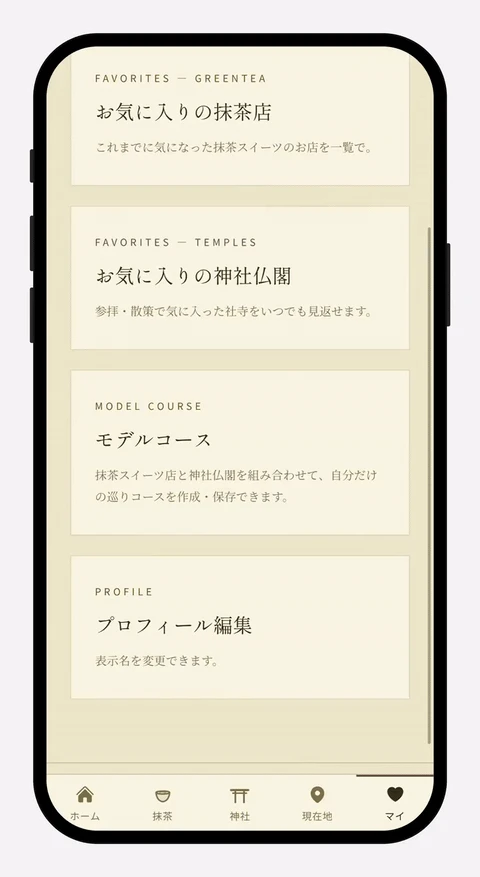 FAVORITES — GREENTEA
お気に入りの抹茶店
これまでに気になった抹茶スイーツのお店を一覧で。
FAVORITES — TEMPLES
お気に入りの神社仏閣
参拝・散策で気に入った社寺をいつでも見返せます。
MODEL COURSE
モデルコース
抹茶スイーツ店と神社仏閣を組み合わせて、自分だけ
の巡りコースを作成・保存できます。
PROFILE
プロフィール編集
表示名を変更できます。
ホーム 抹茶 神社 現在地 マイ